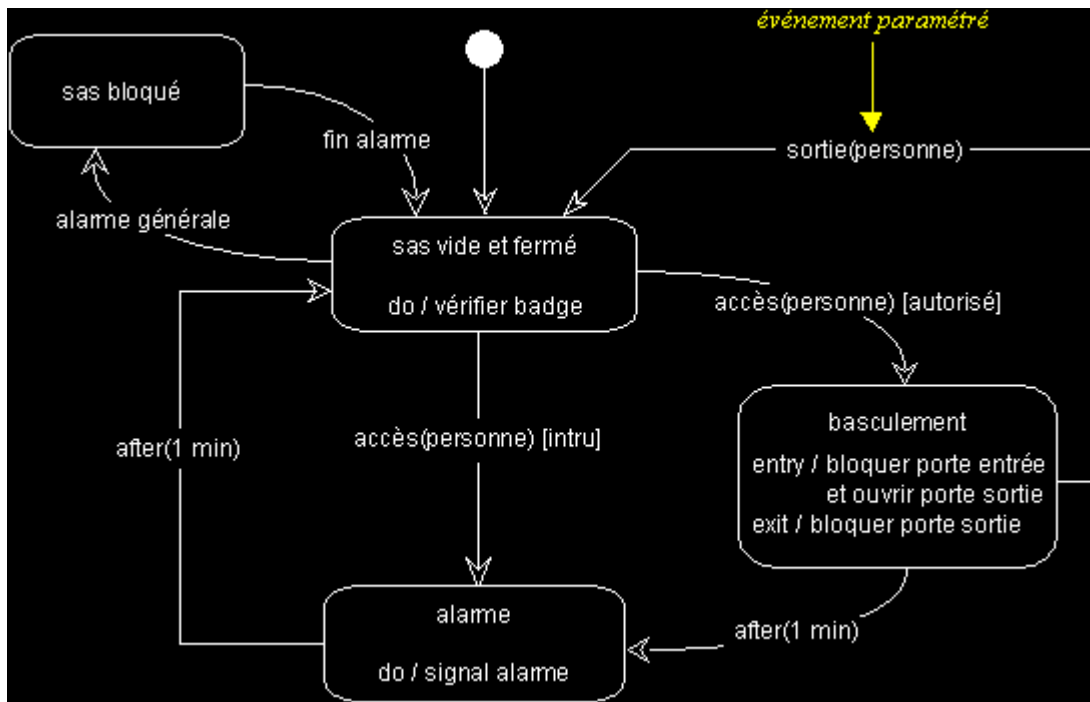 événement paramétré
sas bloqué
fin alarme
sortie(personne)
alarme générale
sas vide et fermé
do / vérifier badge
accès(personne) [autorisé]
basculement
after(1 min)
accès(personne) [intru]
entry / bloquer porte entrée
et ouvrir porte sortie
exit / bloquer porte sortie
alarme
after(1 min)
do / signal alarme